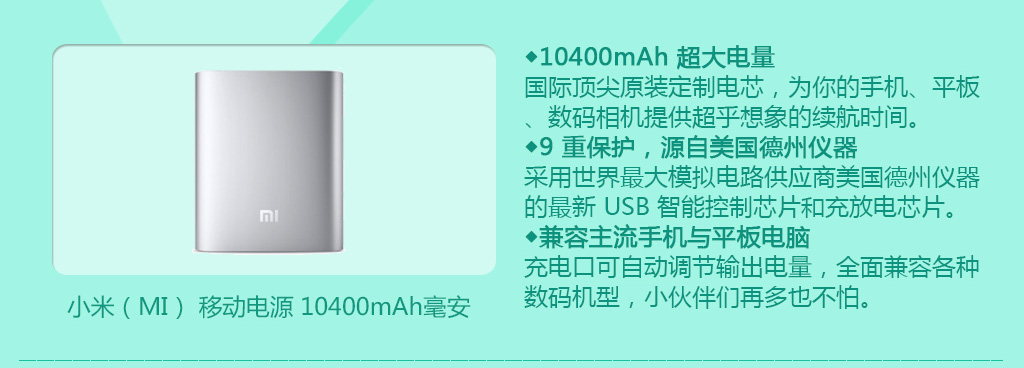 ◆10400mAh 超大电量
国际顶尖原装定制电芯，为你的手机、平板
、数码相机提供超乎想象的续航时间。
◆9 重保护，源自美国德州仪器
采用世界最大模拟电路供应商美国德州仪器
的最新 USB 智能控制芯片和充放电芯片。
◆兼容主流手机与平板电脑
充电口可自动调节输出电量，全面兼容各种
数码机型，小伙伴们再多也不怕。
MI
小米（MI） 移动电源 10400mAh毫安